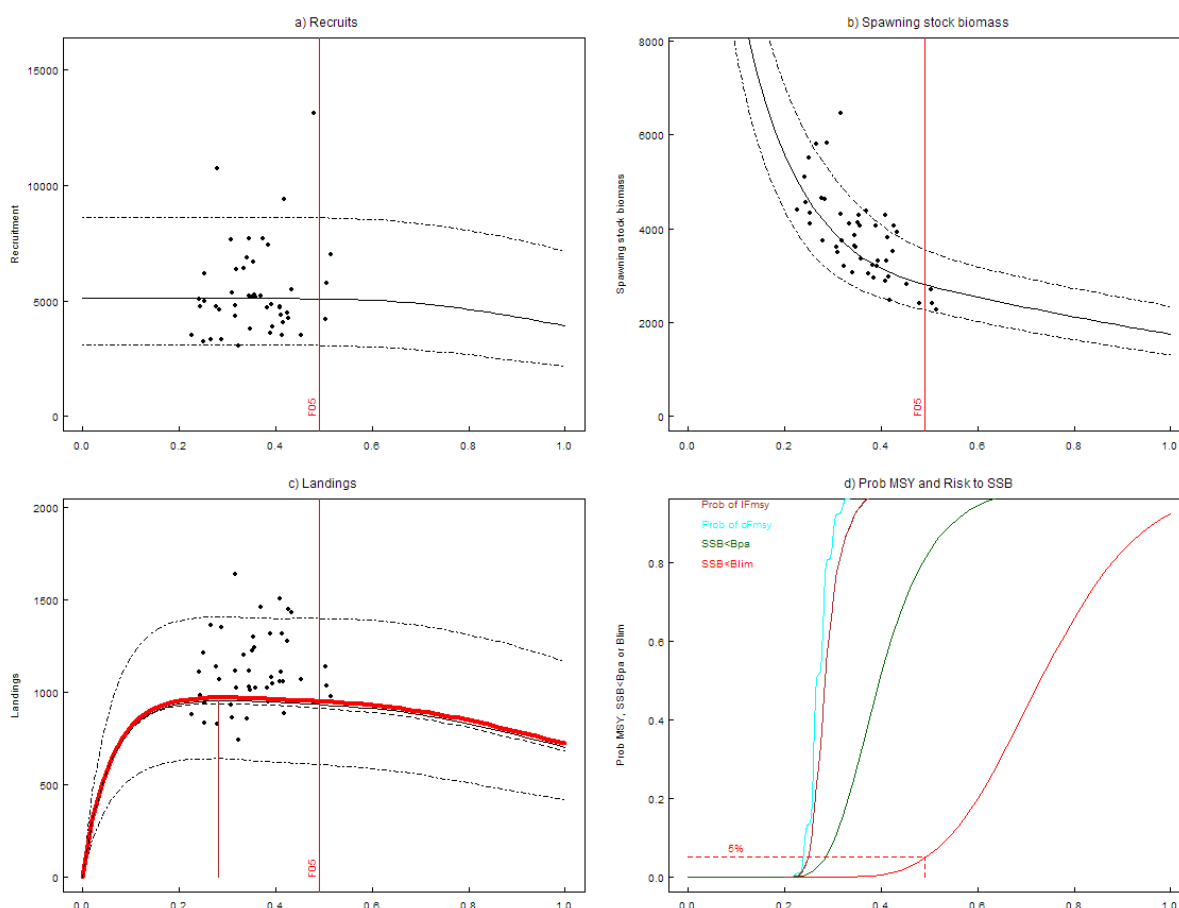 a) Recruits
Recruitment
15000
10000
5000
0
F05
0.0 0.2 0.4 0.6 0.8 1.0
b) Spawning stock biomass
Spawning stock biomass
8000
6000
4000
2000
0
F05
0.0 0.2 0.4 0.6 0.8 1.0
c) Landings
Landings
2000
1500
1000
500
0
F05
0.0 0.2 0.4 0.6 0.8 1.0
d) Prob MSY and Risk to SSB
Prob MSY, SSB<Bpa or Blim
Prob of lFmsy
Prob of cFmsy
SSB<Bpa
SSB<Blim
0.8
0.6
0.4
0.2
5%
0.0
0.0 0.2 0.4 0.6 0.8 1.0